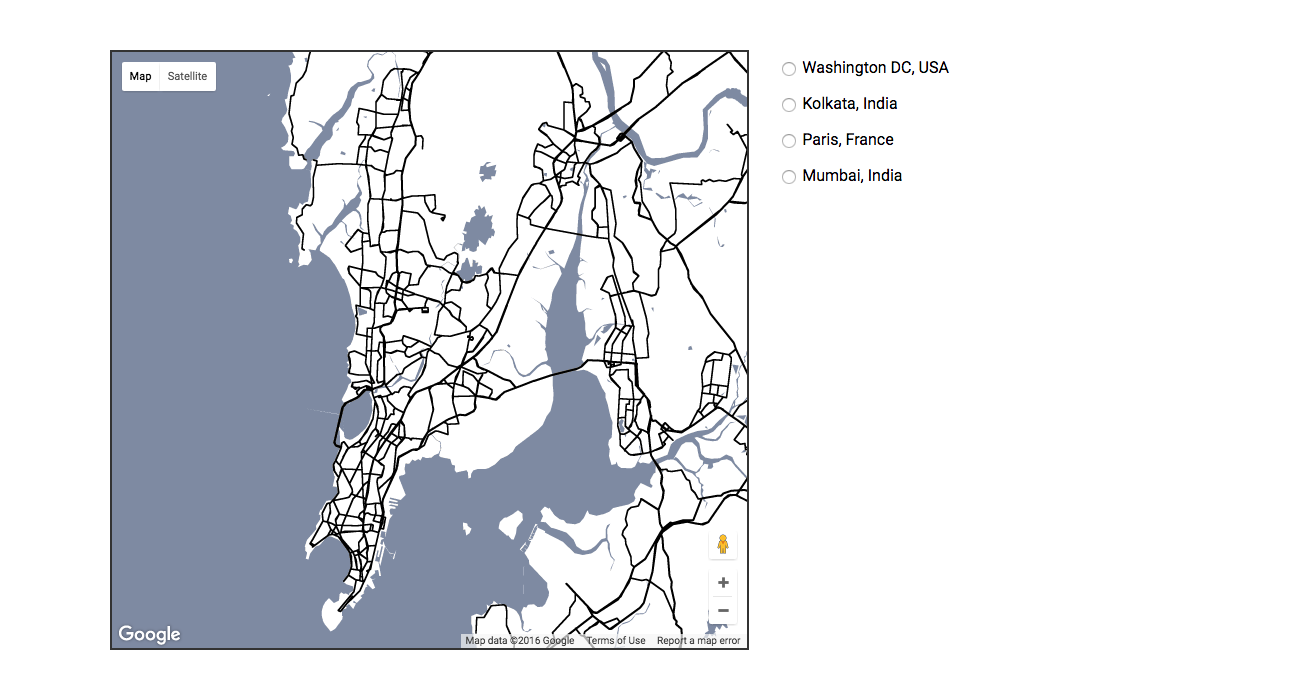 Map Satellite
Washington DC, USA
Kolkata, India
Paris, France
Mumbai, India
+
−
Google
Map data ©2016 Google Terms of Use Report a map error